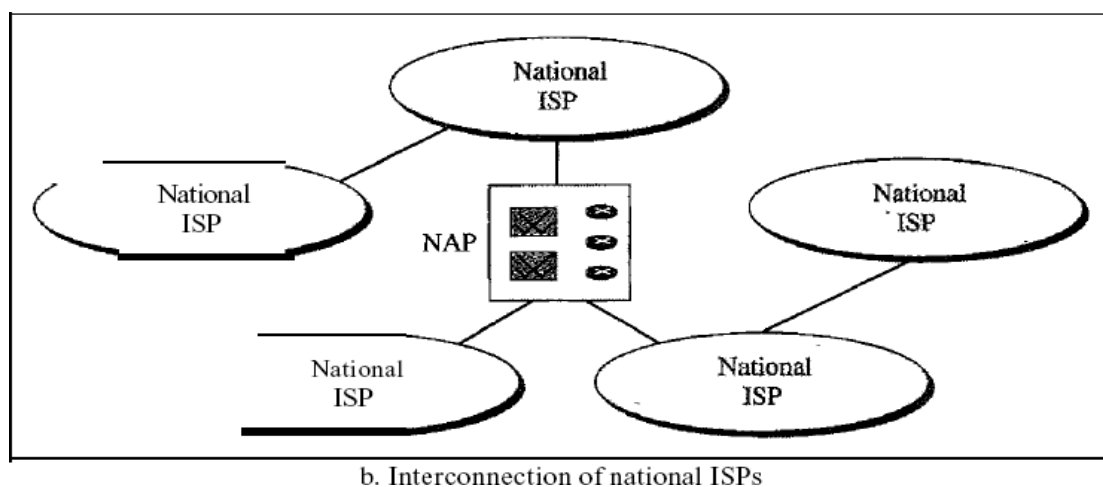 National
ISP
National
ISP
National
ISP
NAP
National
ISP
National
ISP
b. Interconnection of national ISPs